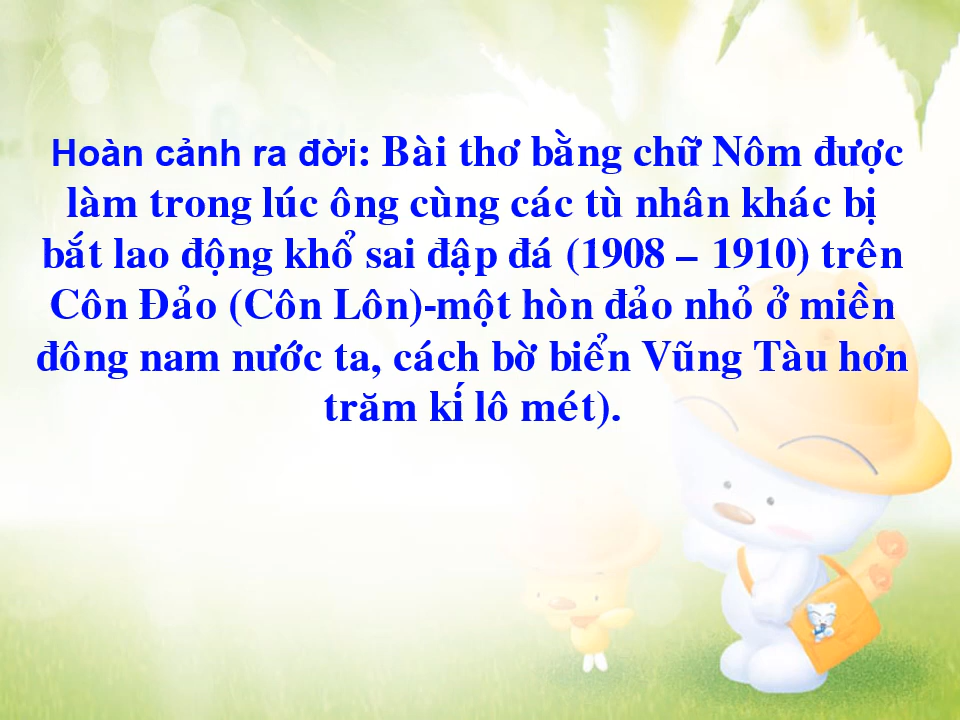 Hoàn cảnh ra đời: Bài thơ bằng chữ Nôm được
làm trong lúc ông cùng các tù nhân khác bị
bắt lao động khổ sai đập đá (1908 – 1910) trên
Côn Đảo (Côn Lôn)-một hòn đảo nhỏ ở miền
đông nam nước ta, cách bờ biển Vũng Tàu hơn
trăm kí lô mét).